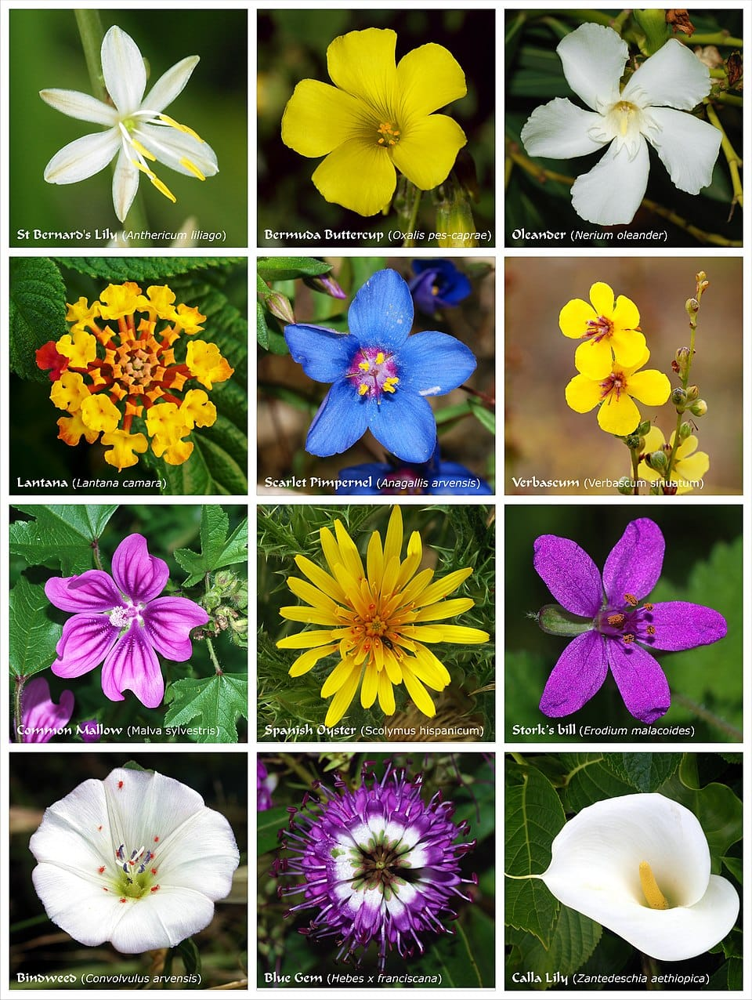 St Bernard's Lily (Anthericum liliago)
Bermuda Buttercup (Oxalis pes-caprae)
Oleander (Nerium oleander)
Lantana (Lantana camara)
Scarlet Pimpernel (Anagallis arvensis)
Verbascum (Verbascum sinuatum)
Common Mallow (Malva sylvestris)
Spanish Oyster (Scolymus hispanicum)
Stork's bill (Erodium malacoides)
Bindweed (Convolvulus arvensis)
Blue Gem (Hebes x franciscana)
Calla Lily (Zantedeschia aethiopica)